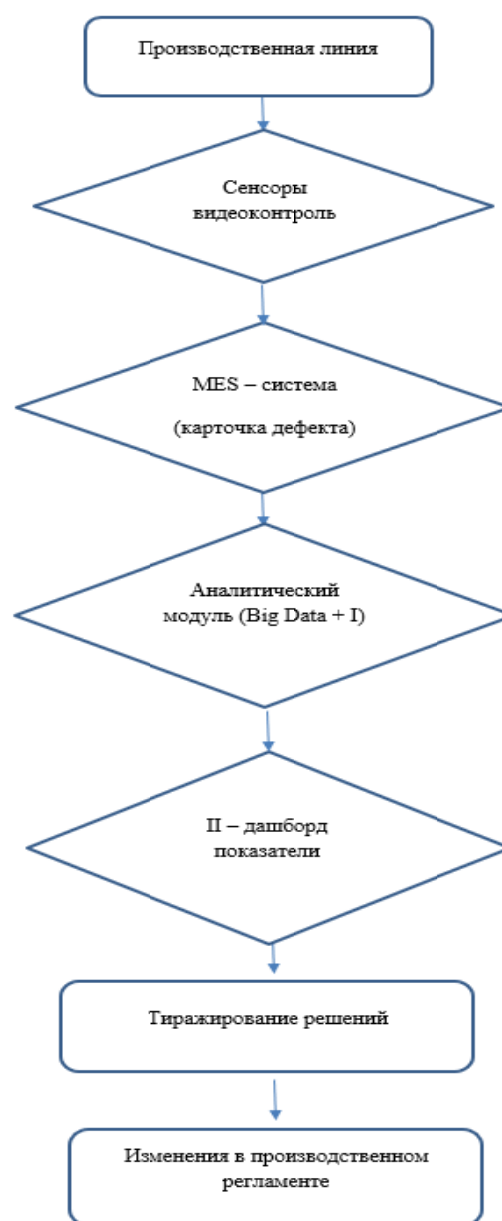 Производственная линия
Сенсоры
видеоконтроль
MES – система
(карточка дефекта)
Аналитический
модуль (Big Data + I)
II – дашборд
показатели
Тиражирование решений
Изменения в производственном
регламенте